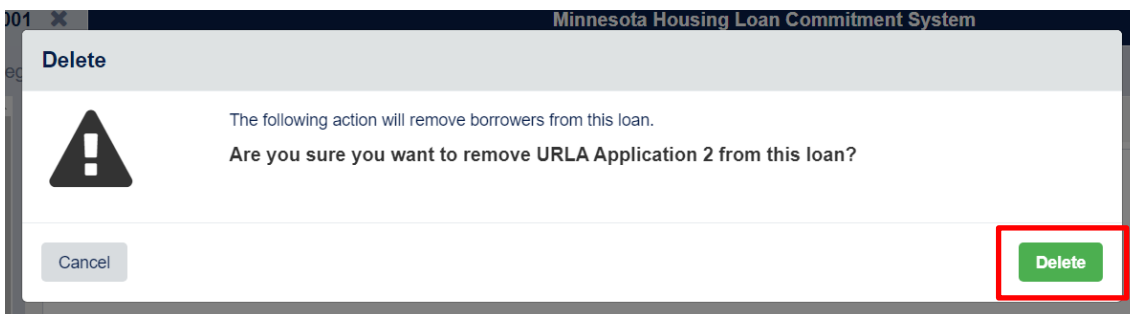 001 Minnesota Housing Loan Commitment System
Delete
The following action will remove borrowers from this loan.
Are you sure you want to remove URLA Application 2 from this loan?
Cancel
Delete